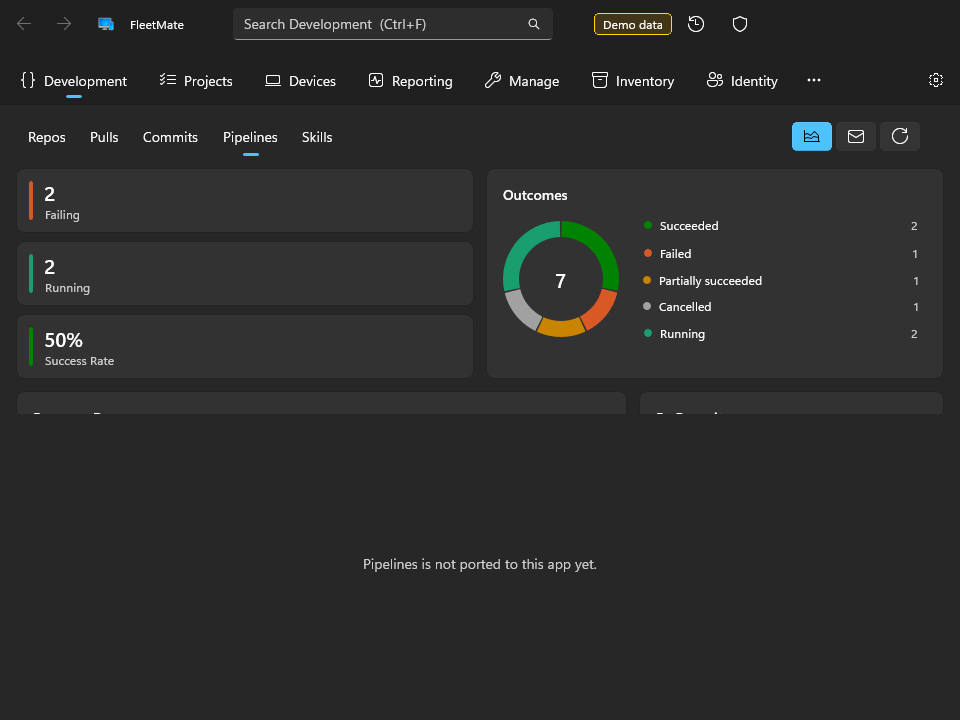 FleetMate
Search Development (Ctrl+F)
Demo data
Development
Projects
Devices
Reporting
Manage
Inventory
Identity
Repos
Pulls
Commits
Pipelines
Skills
2
Failing
2
Running
50%
Success Rate
Outcomes
7
Succeeded 2
Failed 1
Partially succeeded 1
Cancelled 1
Running 2
Pipelines is not ported to this app yet.